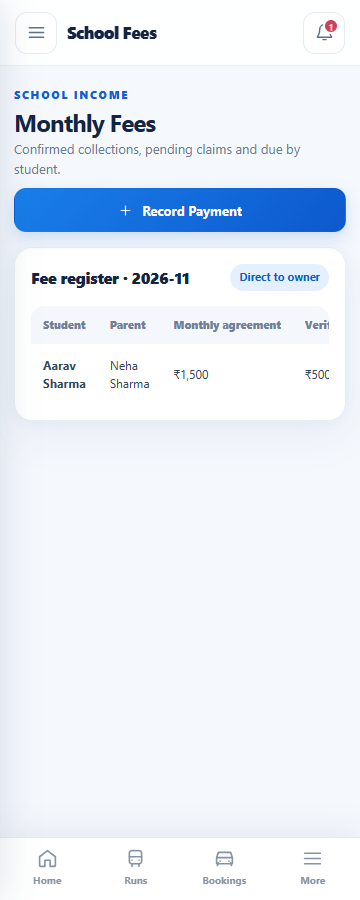 School Fees
1
SCHOOL INCOME
Monthly Fees
Confirmed collections, pending claims and due by
student.
+ Record Payment
Fee register · 2026-11
Direct to owner
Student Parent Monthly agreement
Aarav Neha
Sharma Sharma
₹1,500 ₹500
Home Runs Bookings More